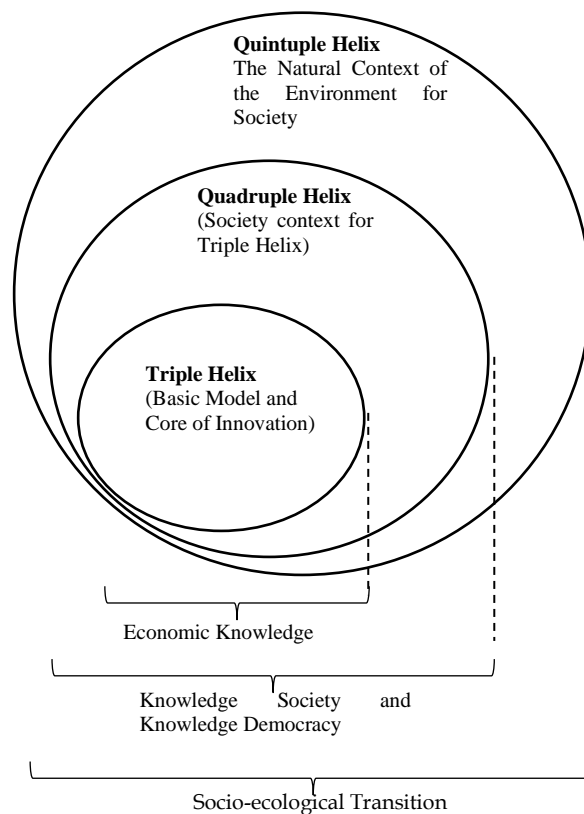 Quintuple Helix
The Natural Context of
the Environment for
Society
Quadruple Helix
(Society context for
Triple Helix)
Triple Helix
(Basic Model and
Core of Innovation)
Economic Knowledge
Knowledge Society and
Knowledge Democracy
Socio-ecological Transition